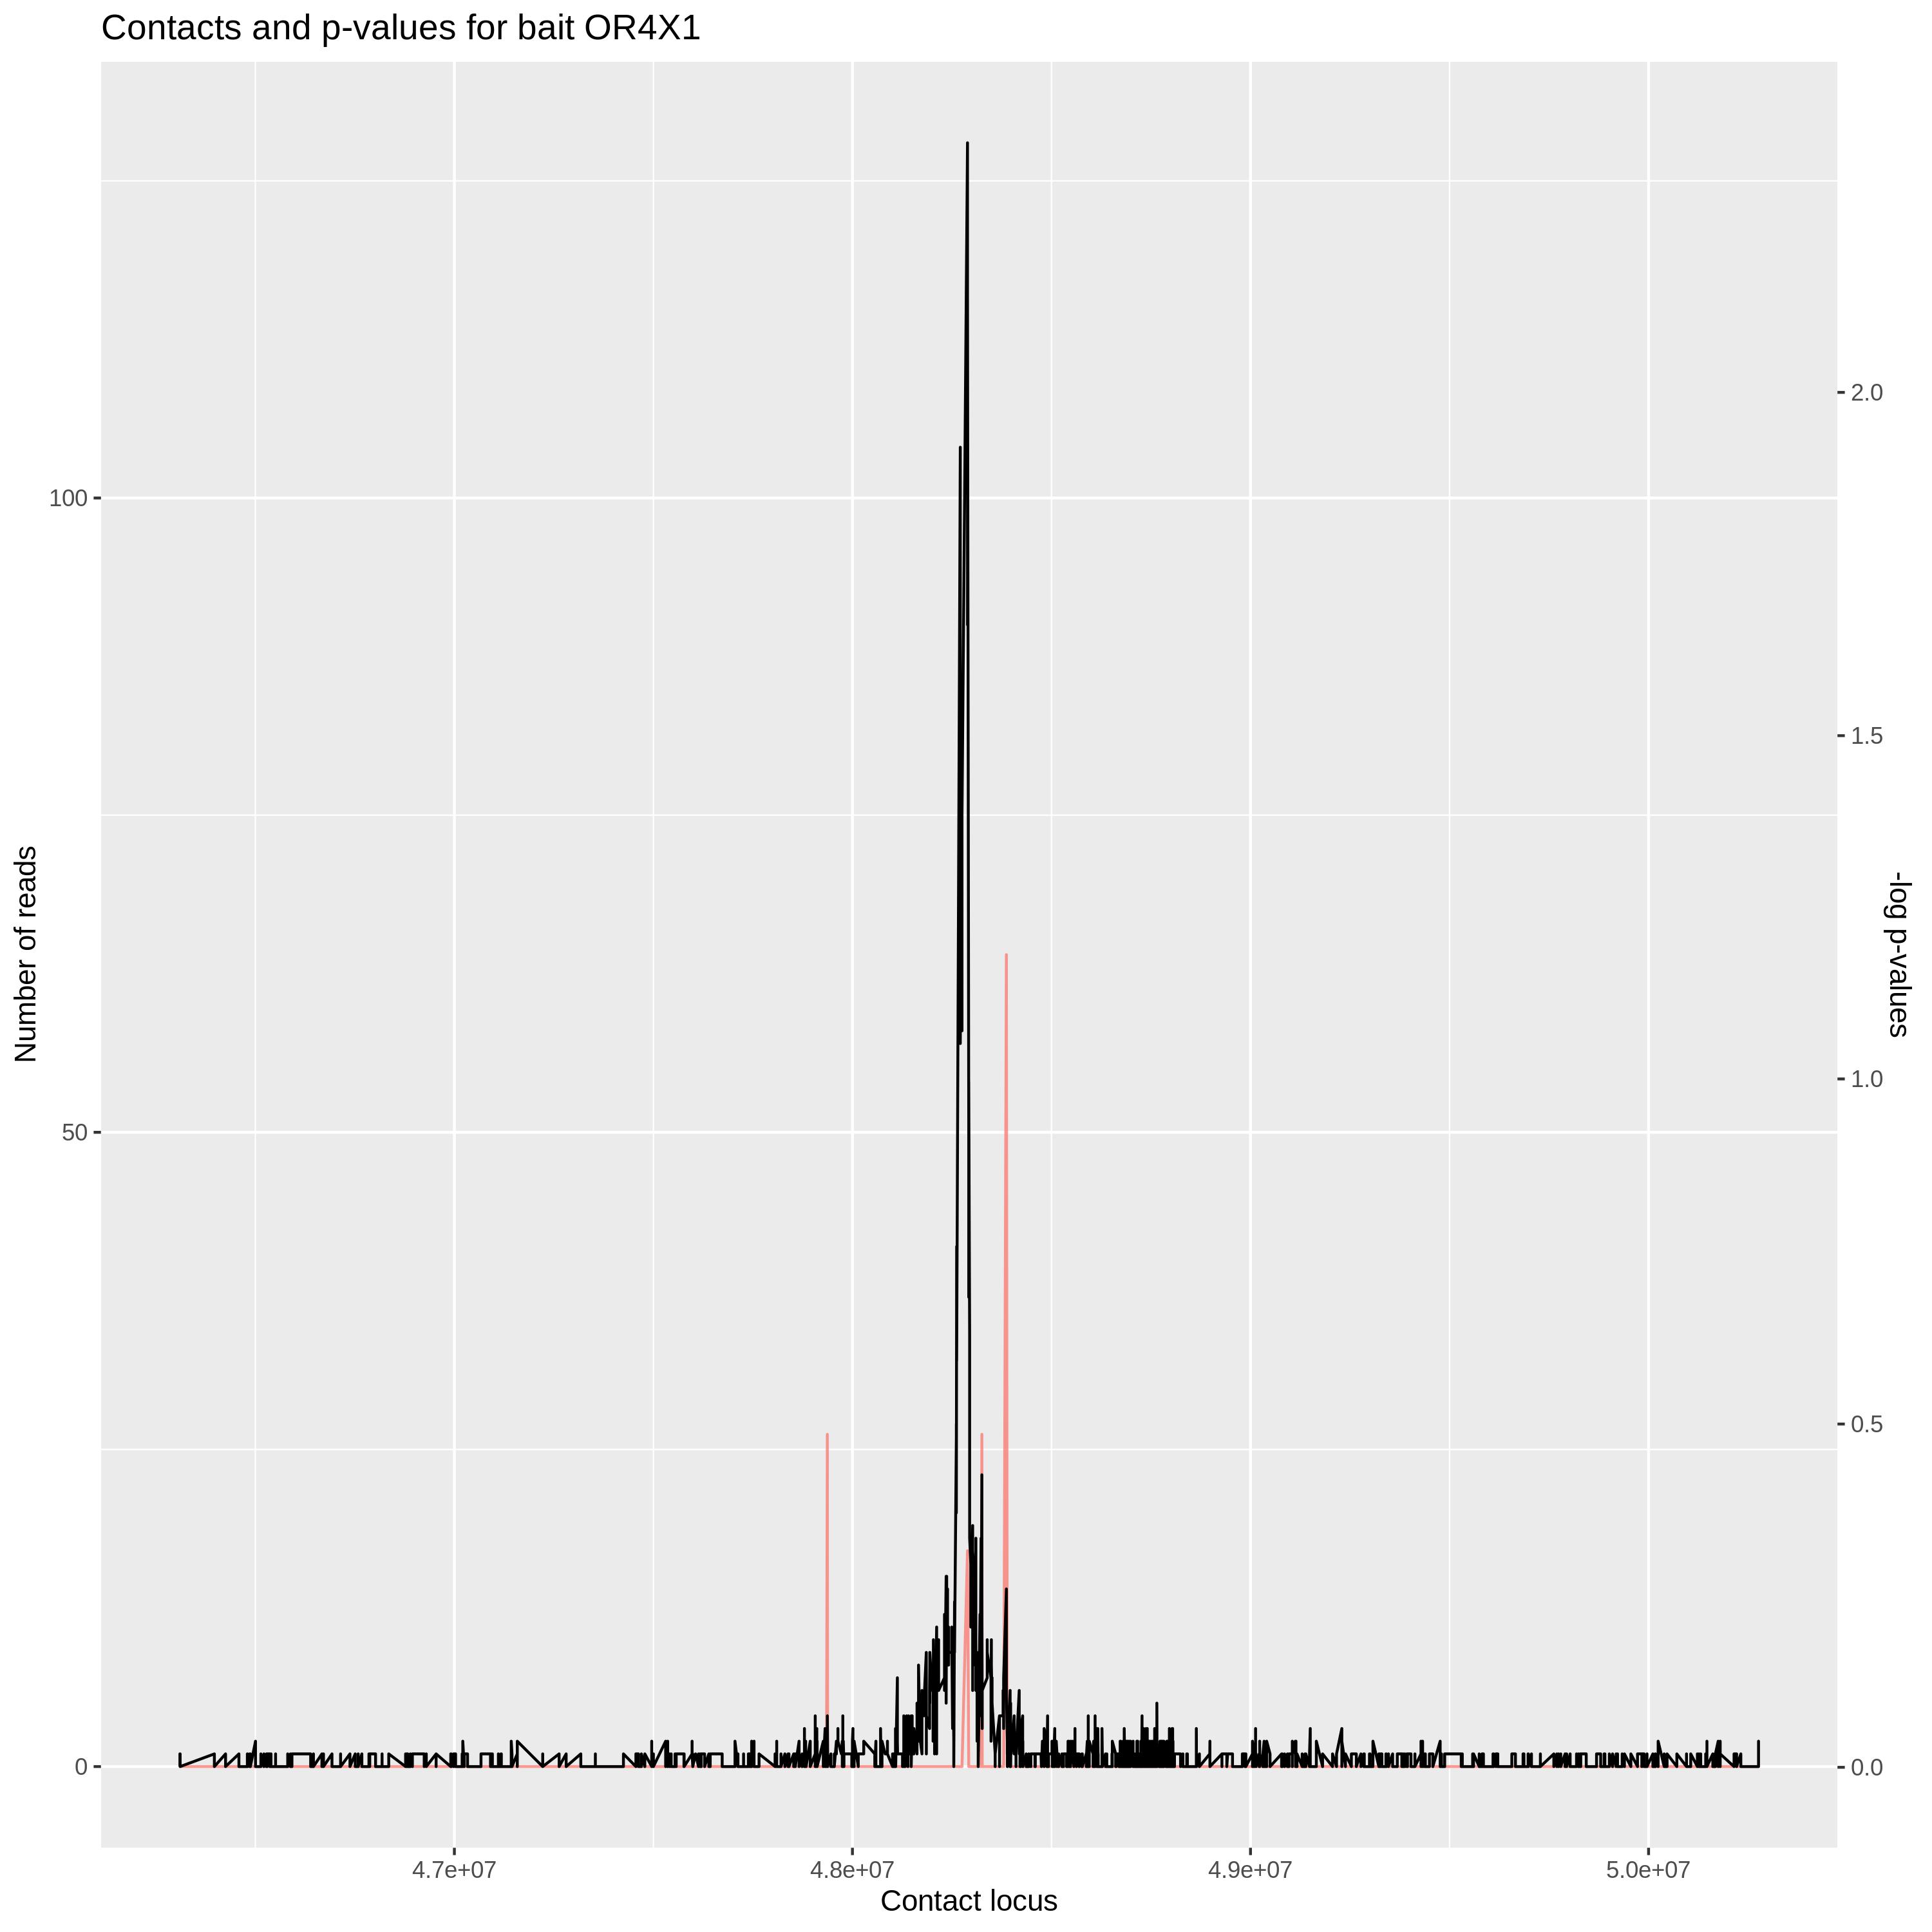 Contacts and p-values for bait OR4X1
100
50
0
Number of reads
2.0
1.5
1.0
0.5
0.0
-log p-values
4.7e+07 4.8e+07 4.9e+07 5.0e+07
Contact locus